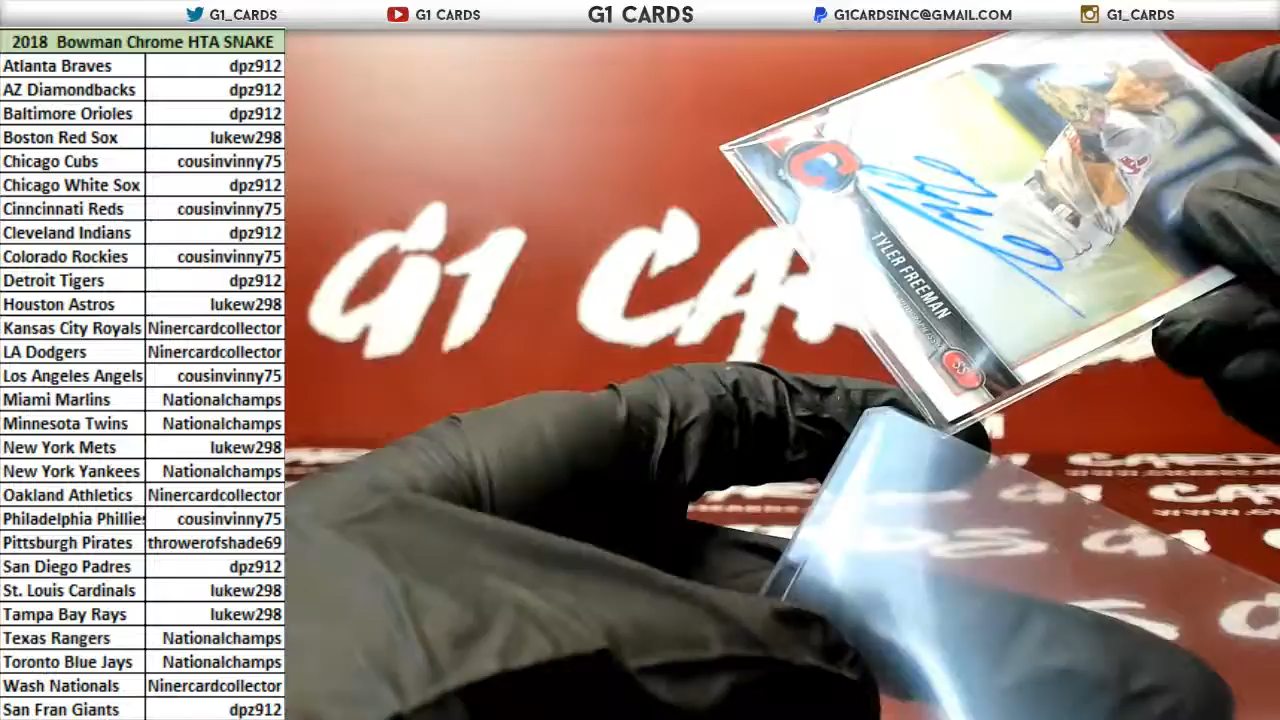 G1_CARDS
G1 CARDS
G1 CARDS
G1CARDSINC@GMAIL.COM
G1_CARDS
2018 Bowman Chrome HTA SNAKE
Atlanta Braves dpz912
AZ Diamondbacks dpz912
Baltimore Orioles dpz912
Boston Red Sox lukew298
Chicago Cubs cousinvinny75
Chicago White Sox dpz912
Cinncinnati Reds cousinvinny75
Cleveland Indians dpz912
Colorado Rockies cousinvinny75
Detroit Tigers dpz912
Houston Astros lukew298
Kansas City Royals Ninercardcollector
LA Dodgers Ninercardcollector
Los Angeles Angels cousinvinny75
Miami Marlins Nationalchamps
Minnesota Twins Nationalchamps
New York Mets lukew298
New York Yankees Nationalchamps
Oakland Athletics Ninercardcollector
Philadelphia Phillies cousinvinny75
Pittsburgh Pirates throwerofshade69
San Diego Padres dpz912
St. Louis Cardinals lukew298
Tampa Bay Rays lukew298
Texas Rangers Nationalchamps
Toronto Blue Jays Nationalchamps
Wash Nationals Ninercardcollector
San Fran Giants dpz912
C
TYLER FREEMAN
SS
G1 CAR